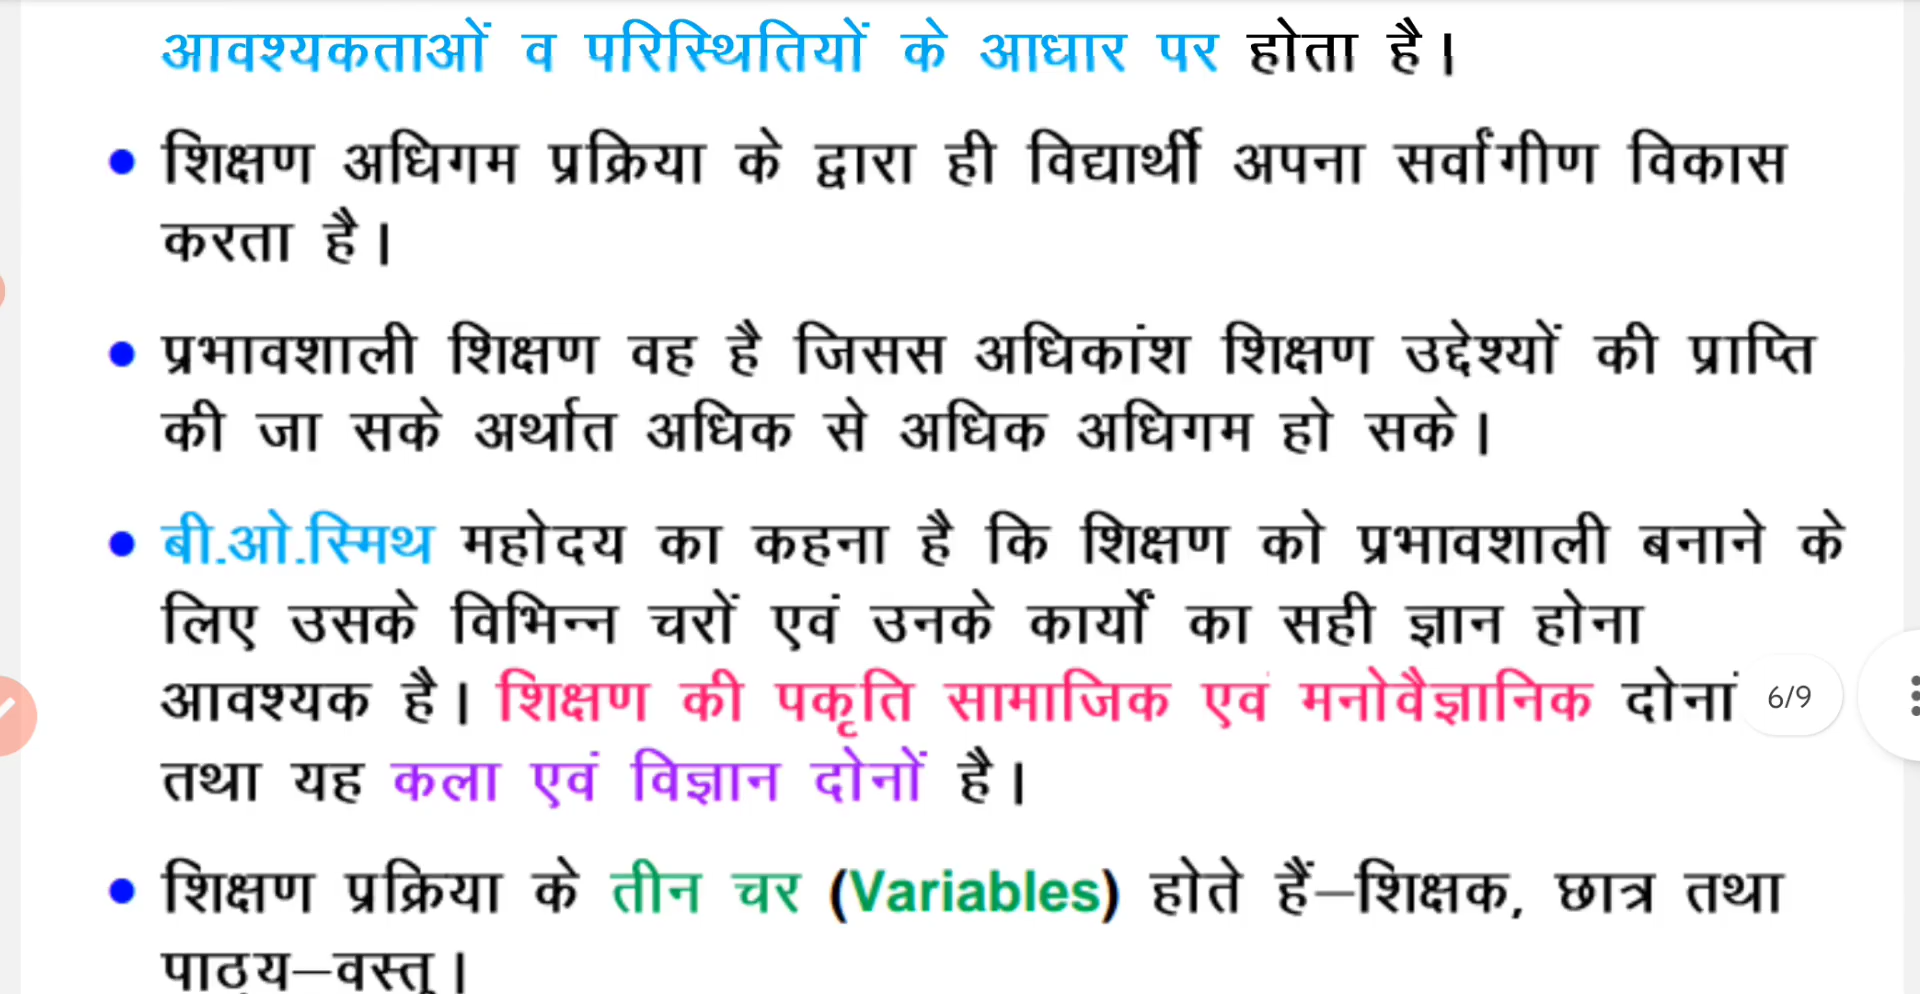 आवश्यकताओं व परिस्थितियों के आधार पर होता है।
• शिक्षण अधिगम प्रक्रिया के द्वारा ही विद्यार्थी अपना सर्वांगीण विकास
करता है।
• प्रभावशाली शिक्षण वह है जिसस अधिकांश शिक्षण उद्देश्यों की प्राप्ति
की जा सके अर्थात अधिक से अधिक अधिगम हो सके।
• बी.ओ.स्मिथ महोदय का कहना है कि शिक्षण को प्रभावशाली बनाने के
लिए उसके विभिन्न चरों एवं उनके कार्यों का सही ज्ञान होना
आवश्यक है। शिक्षण की पकृति सामाजिक एवं मनोवैज्ञानिक दोनां
6/9
तथा यह कला एवं विज्ञान दोनों है।
• शिक्षण प्रक्रिया के तीन चर (Variables) होते हैं–शिक्षक, छात्र तथा
पाठ्य–वस्तु।